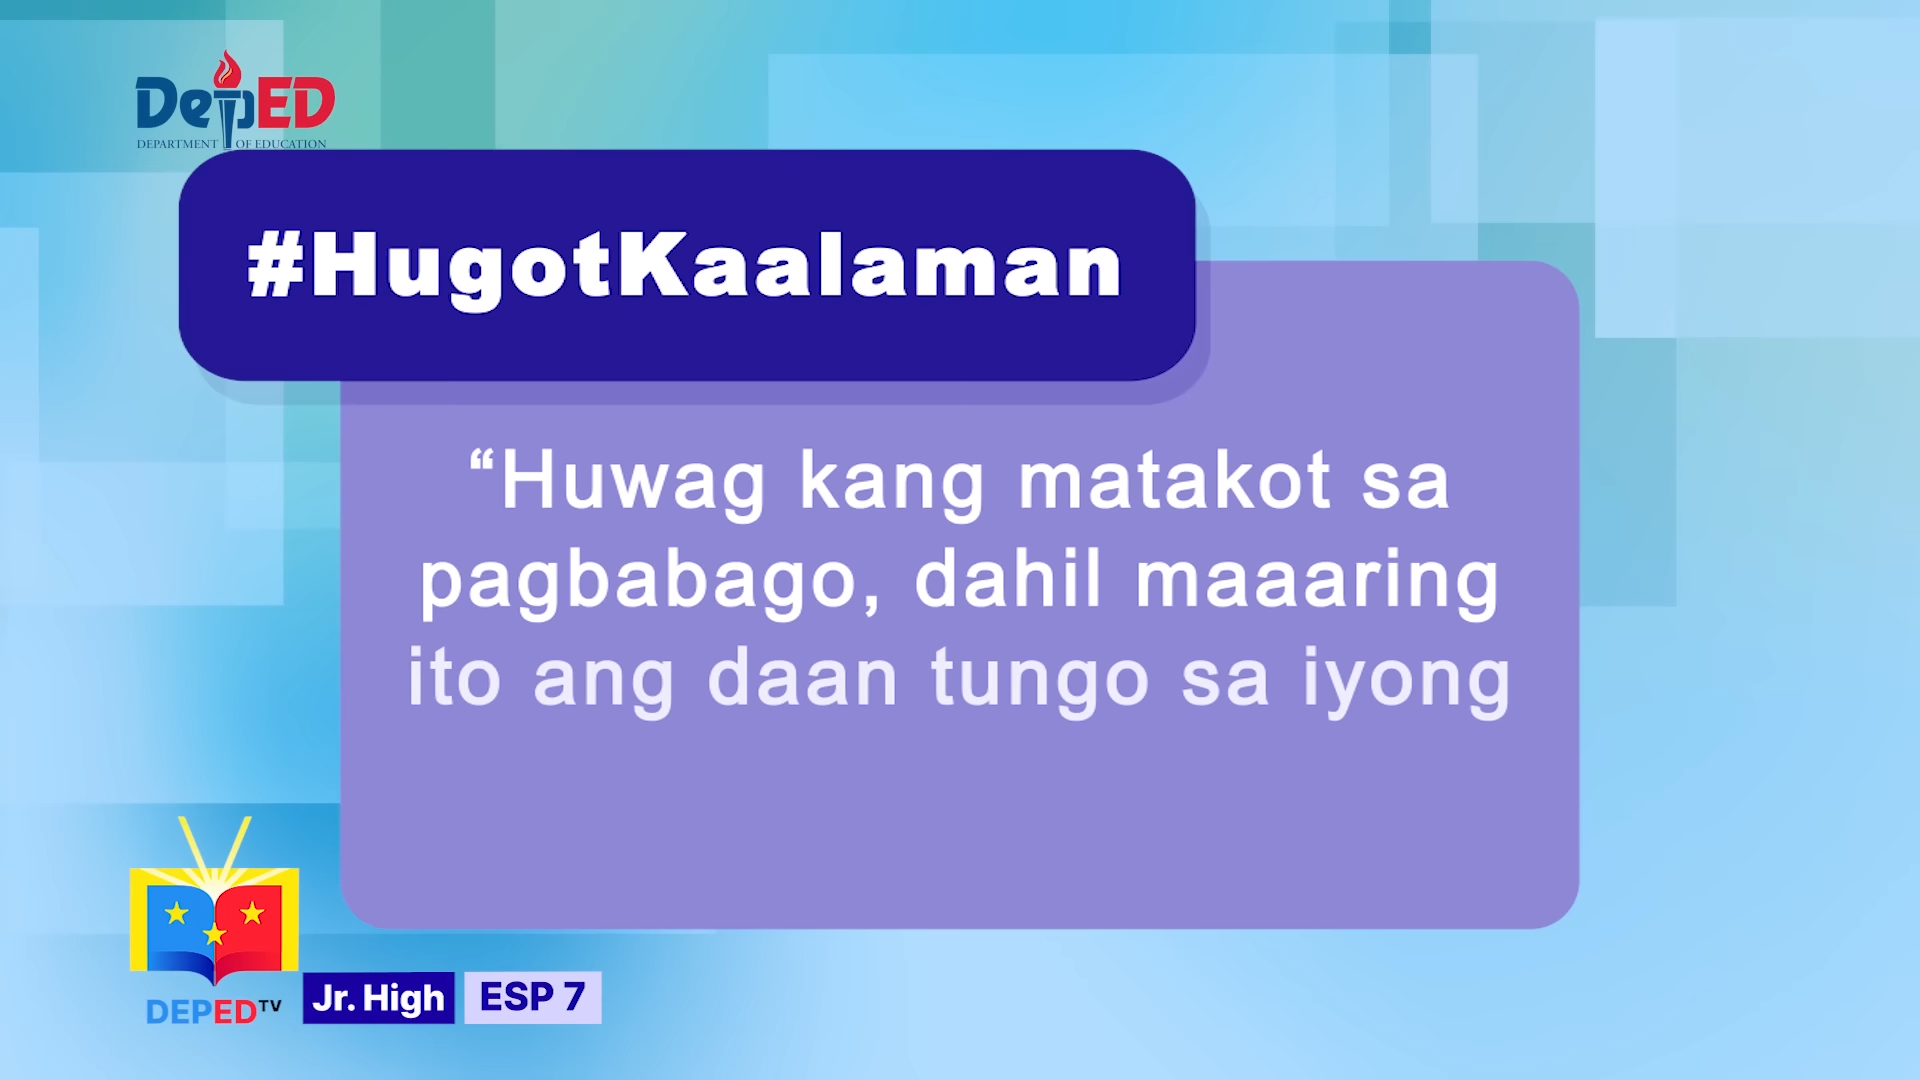 DepED
DEPARTMENT OF EDUCATION
#HugotKaalaman
“Huwag kang matakot sa
pagbabago, dahil maaaring
ito ang daan tungo sa iyong
DEPED TV
Jr. High
ESP 7